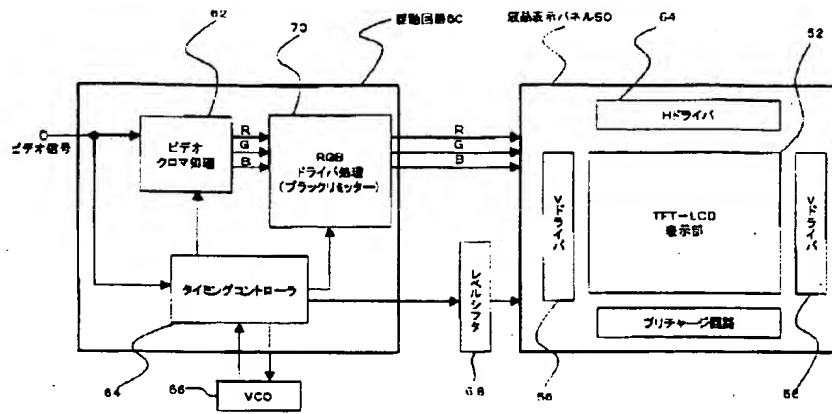 62
70
駆動回路60
液晶表示パネル50
64
52
ビデオ信号
ビデオ
クロマ処理
R
G
B
RGB
ドライバ処理
(ブラックリミッター)
R
G
B
Hドライバ
Vドライバ
TFT－LCD
表示部
Vドライバ
タイミングコントローラ
レベルシフタ
プリチャージ回路
64
66
VCO
68
56
56